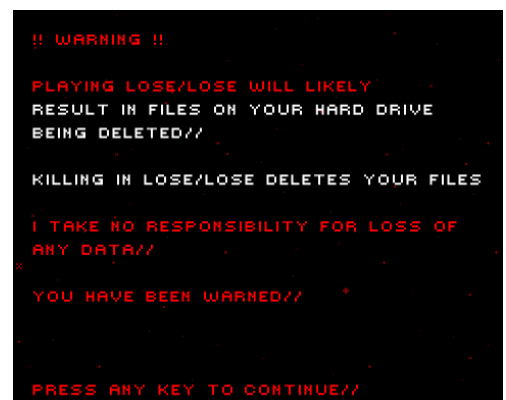 !! WARNING !!
PLAYING LOSE/LOSE WILL LIKELY
RESULT IN FILES ON YOUR HARD DRIVE
BEING DELETED//
KILLING IN LOSE/LOSE DELETES YOUR FILES
I TAKE NO RESPONSIBILITY FOR LOSS OF
ANY DATA//
YOU HAVE BEEN WARNED//
PRESS ANY KEY TO CONTINUE//